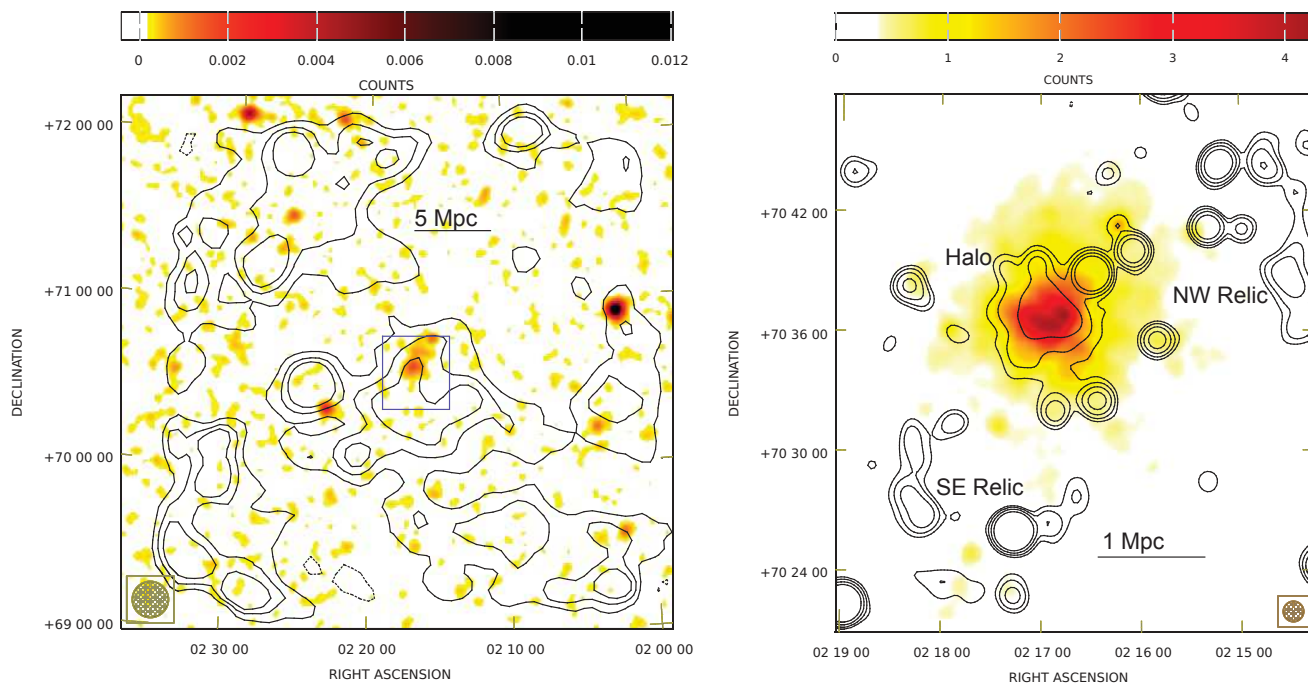 0 0.002 0.004 0.006 0.008 0.01 0.012
COUNTS
+72 00 00
+71 00 00
+70 00 00
+69 00 00
DECLINATION
5 Mpc
02 30 00 02 20 00 02 10 00 02 00 00
RIGHT ASCENSION
0 1 2 3 4
COUNTS
+70 42 00
+70 36 00
+70 30 00
+70 24 00
DECLINATION
Halo
NW Relic
SE Relic
1 Mpc
02 19 00 02 18 00 02 17 00 02 16 00 02 15 00
RIGHT ASCENSION